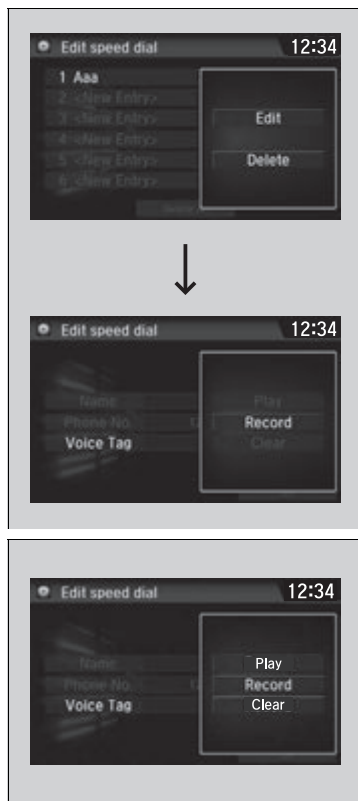 Edit speed dial 12:34
1 Aaa
2 <New Entry>
3 <New Entry>
4 <New Entry>
5 <New Entry>
6 <New Entry>
Edit
Delete
Edit speed dial 12:34
Name
Phone No.
Voice Tag
Play
Record
Clear
Edit speed dial 12:34
Name
Phone No.
Voice Tag
Play
Record
Clear